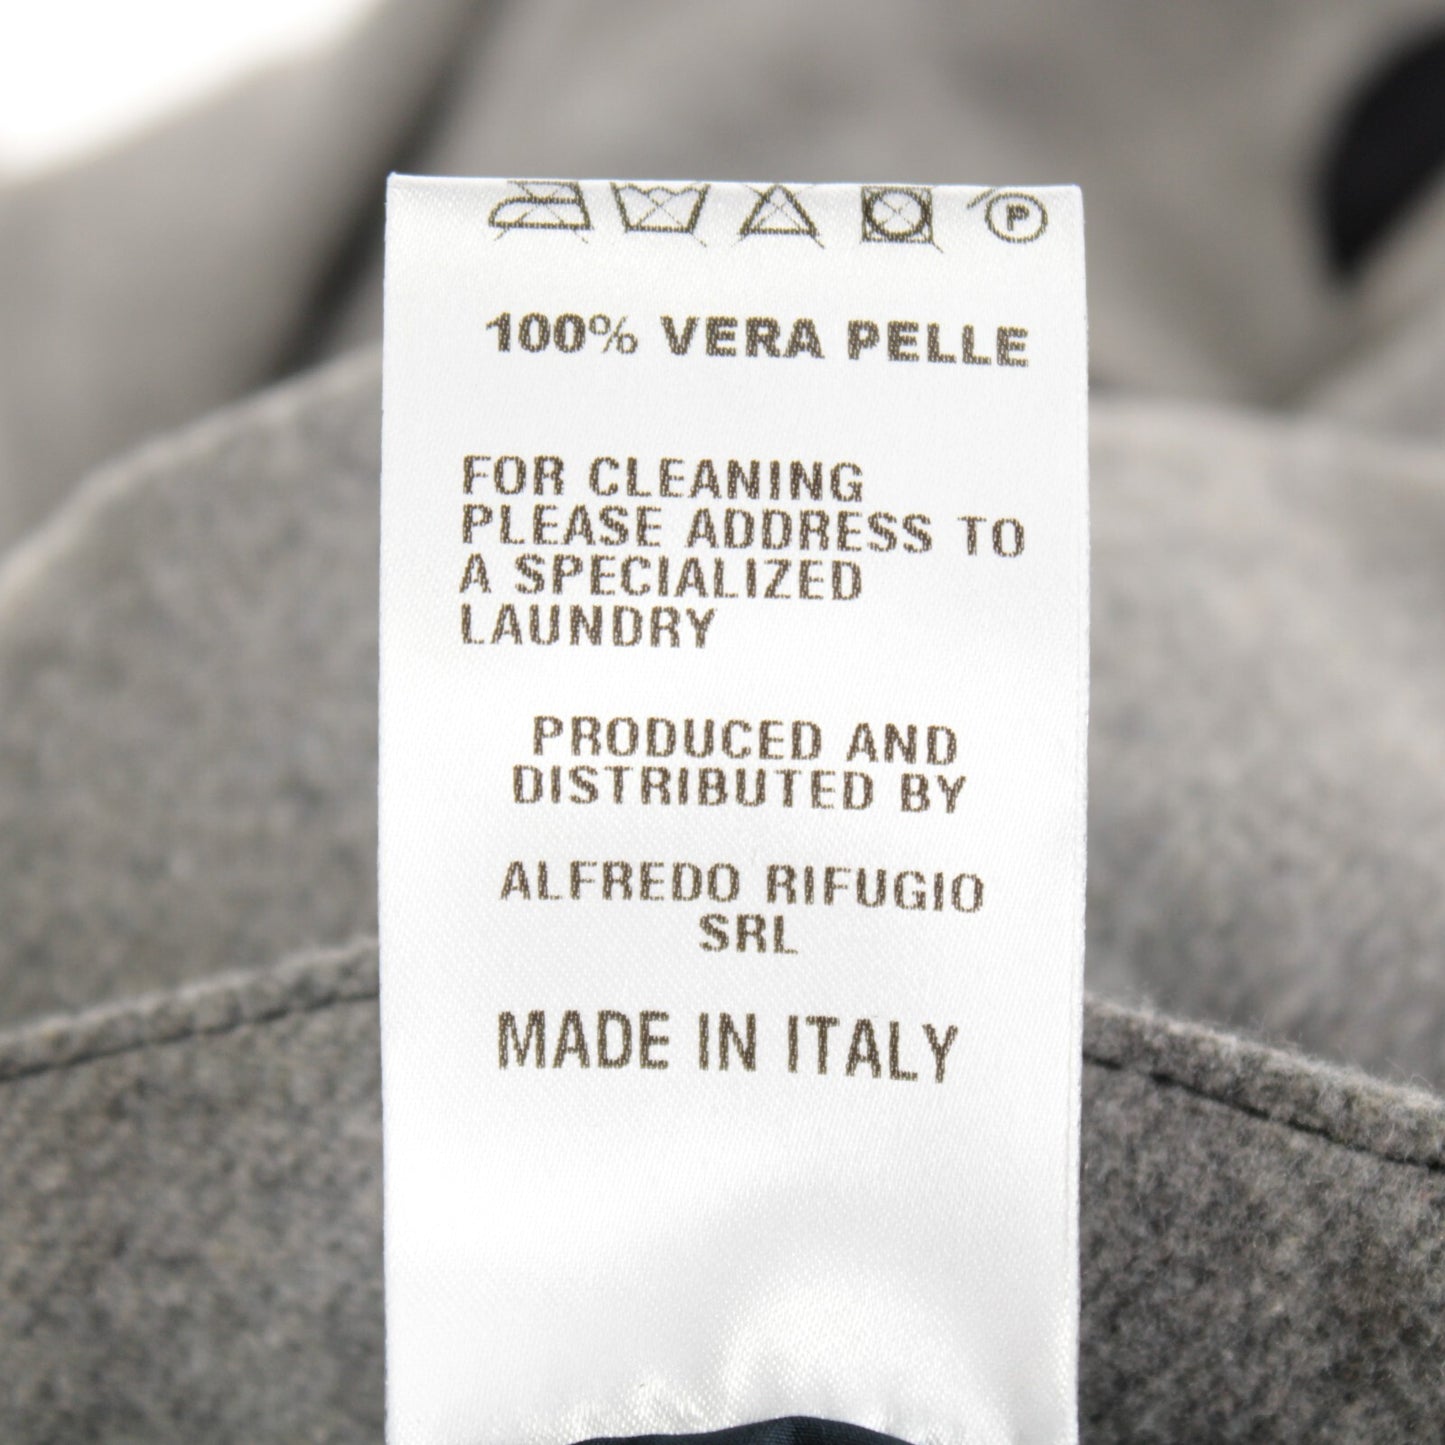 P
100% VERA PELLE
FOR CLEANING
PLEASE ADDRESS TO
A SPECIALIZED
LAUNDRY
PRODUCED AND
DISTRIBUTED BY
ALFREDO RIFUGIO
SRL
MADE IN ITALY